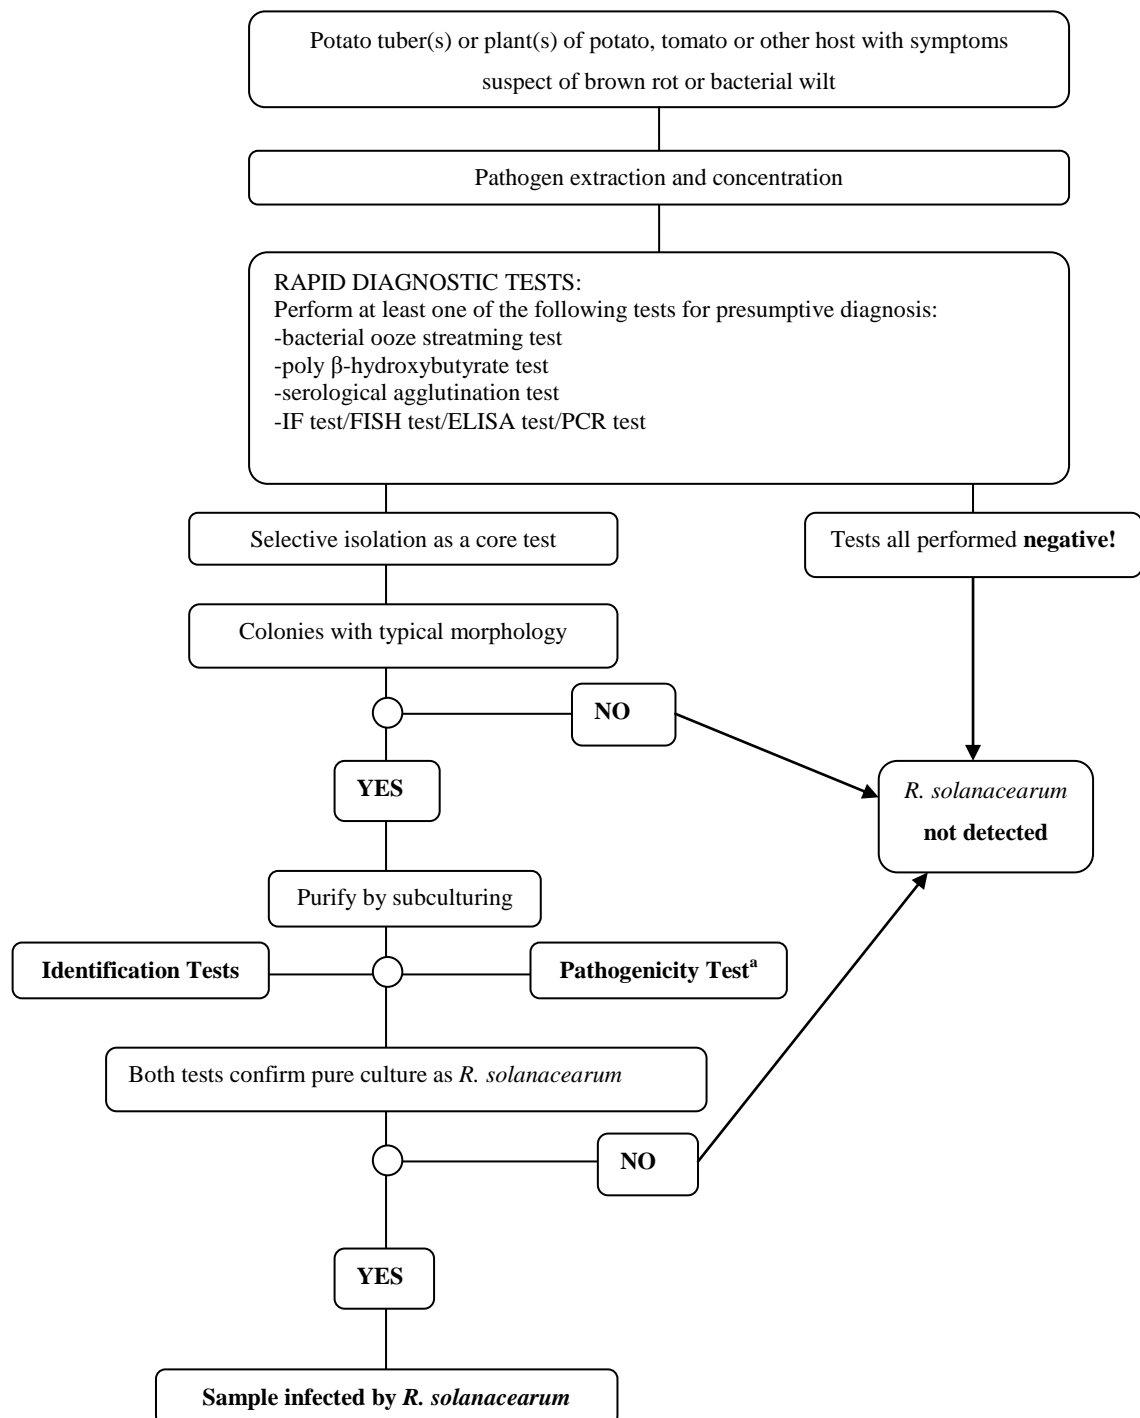 Potato tuber(s) or plant(s) of potato, tomato or other host with symptoms
suspect of brown rot or bacterial wilt
Pathogen extraction and concentration
RAPID DIAGNOSTIC TESTS:
Perform at least one of the following tests for presumptive diagnosis:
-bacterial ooze streatming test
-poly β-hydroxybutyrate test
-serological agglutination test
-IF test/FISH test/ELISA test/PCR test
Selective isolation as a core test
Tests all performed negative!
Colonies with typical morphology
NO
YES
R. solanacearum
not detected
Purify by subculturing
Identification Tests
Pathogenicity Testᵃ
Both tests confirm pure culture as R. solanacearum
NO
YES
Sample infected by R. solanacearum